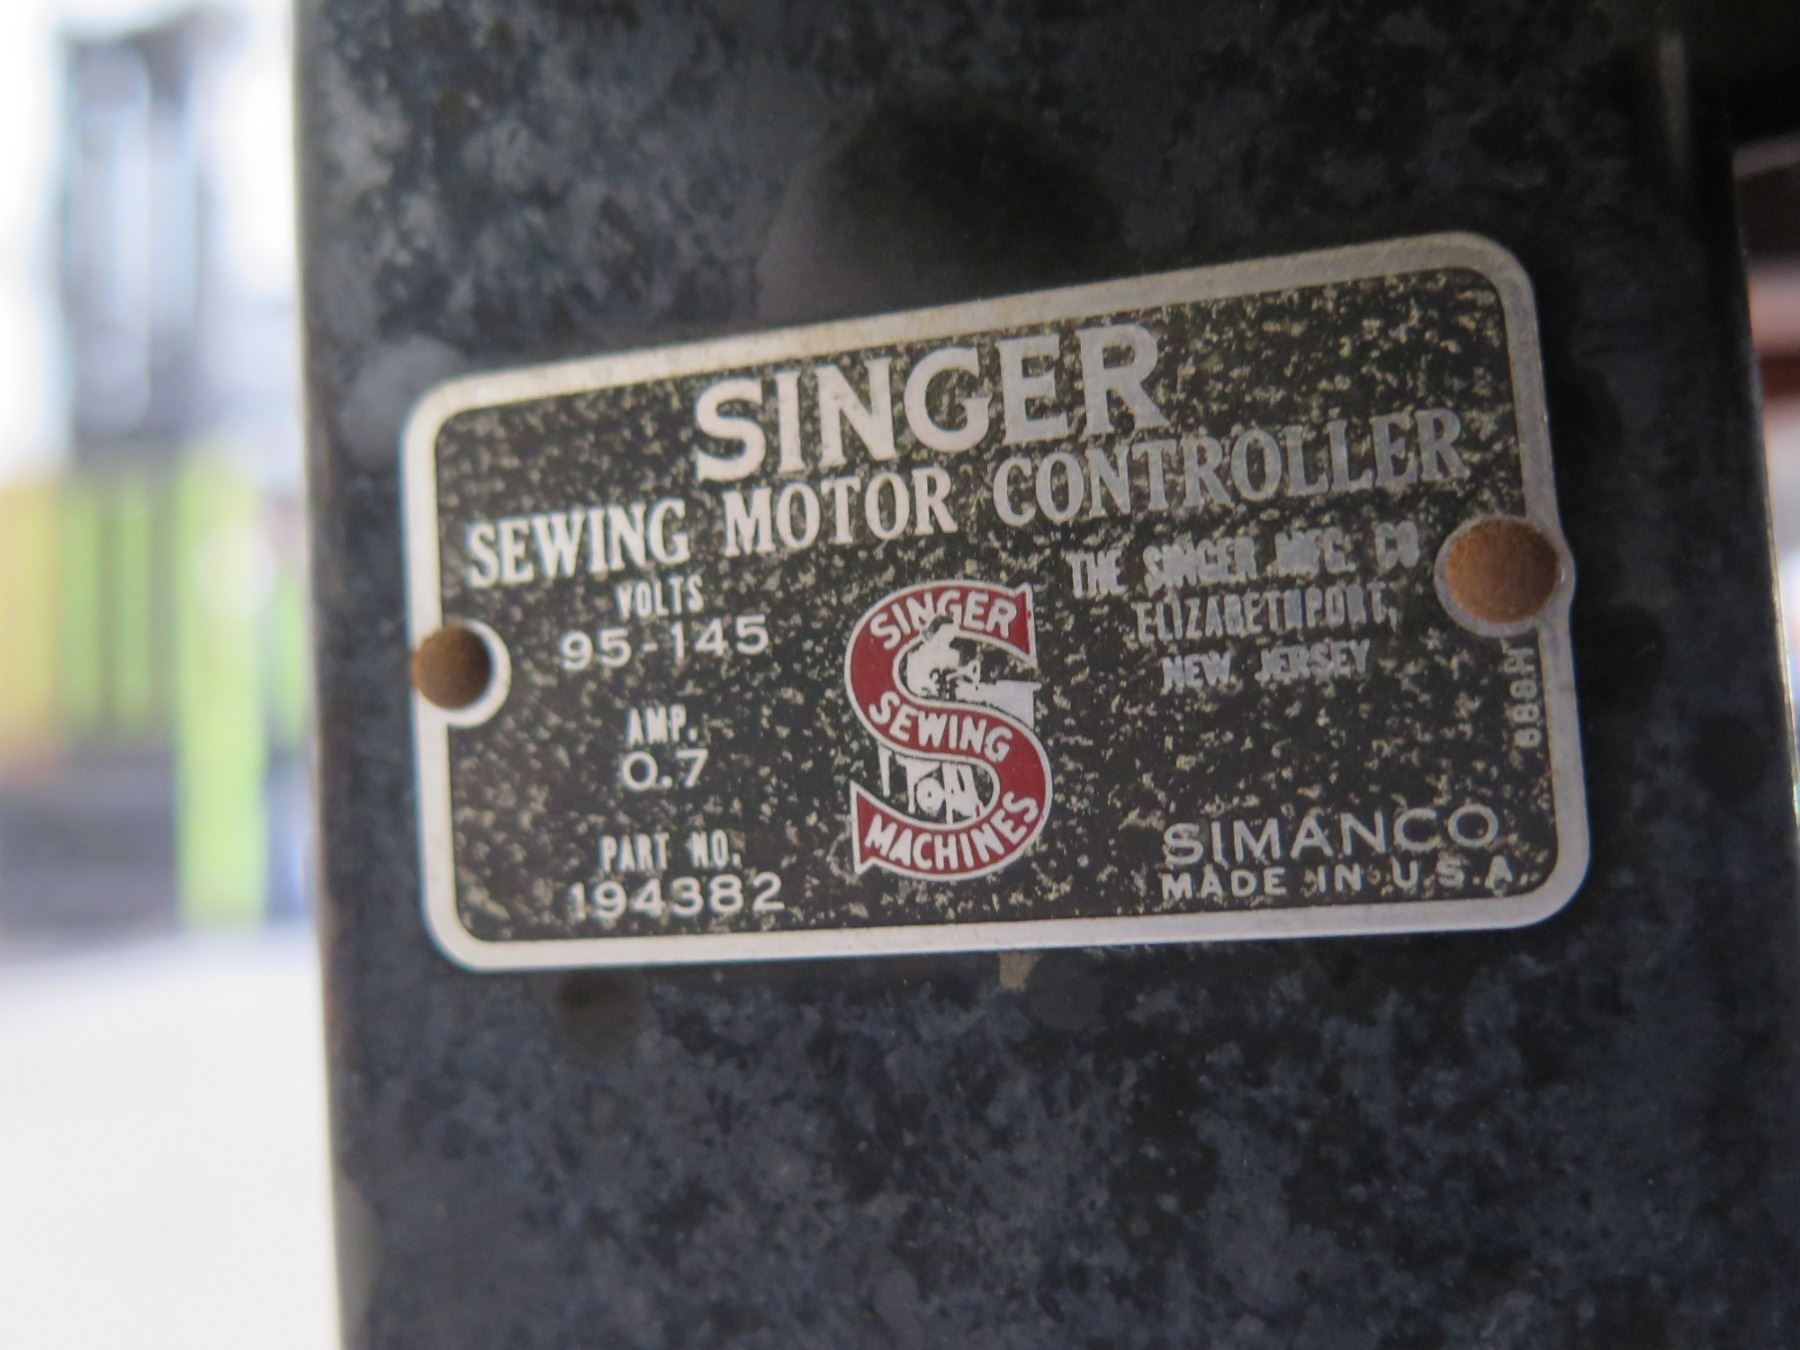 SINGER
SEWING MOTOR CONTROLLER
VOLTS
95-145
AMP.
0.7
PART NO.
194382
SINGER
SEWING
MACHINES
THE SINGER MFG. CO
ELIZABETHPORT,
NEW JERSEY
888H
SIMANCO
MADE IN U.S.A.